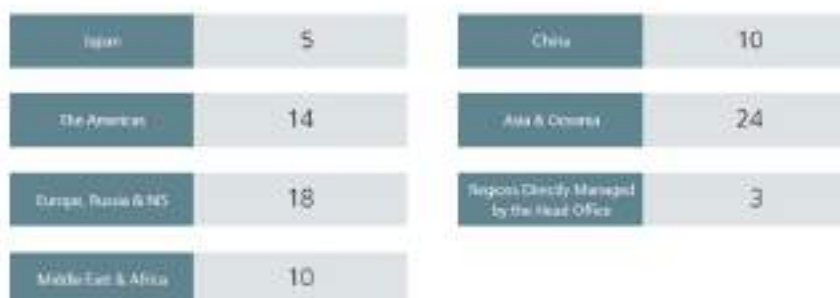 Japan 5
China 10
The Americas 14
Asia & Oceania 24
Europe, Russia & NIS 18
Regions Directly Managed
by the Head Office 3
Middle East & Africa 10